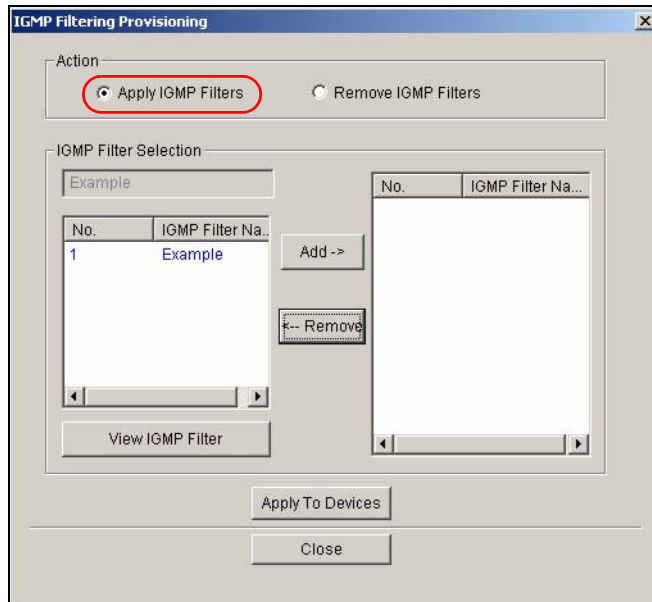 IGMP Filtering Provisioning
Action
Apply IGMP Filters
Remove IGMP Filters
IGMP Filter Selection
Example
No. IGMP Filter Na..
1 Example
View IGMP Filter
Add ->
<-- Remove
No. IGMP Filter Na...
Apply To Devices
Close